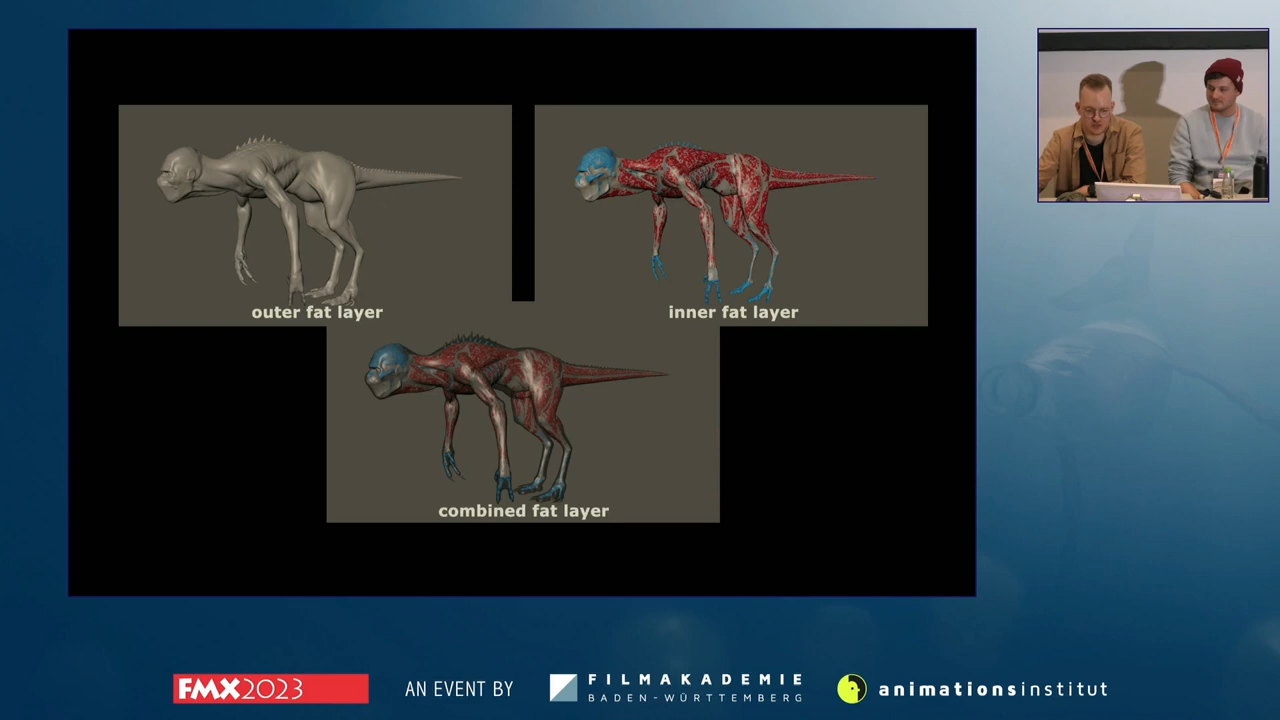 outer fat layer
inner fat layer
combined fat layer
FMX2023
AN EVENT BY
FILMAKADEMIE
BADEN-WÜRTTEMBERG
animationsinstitut